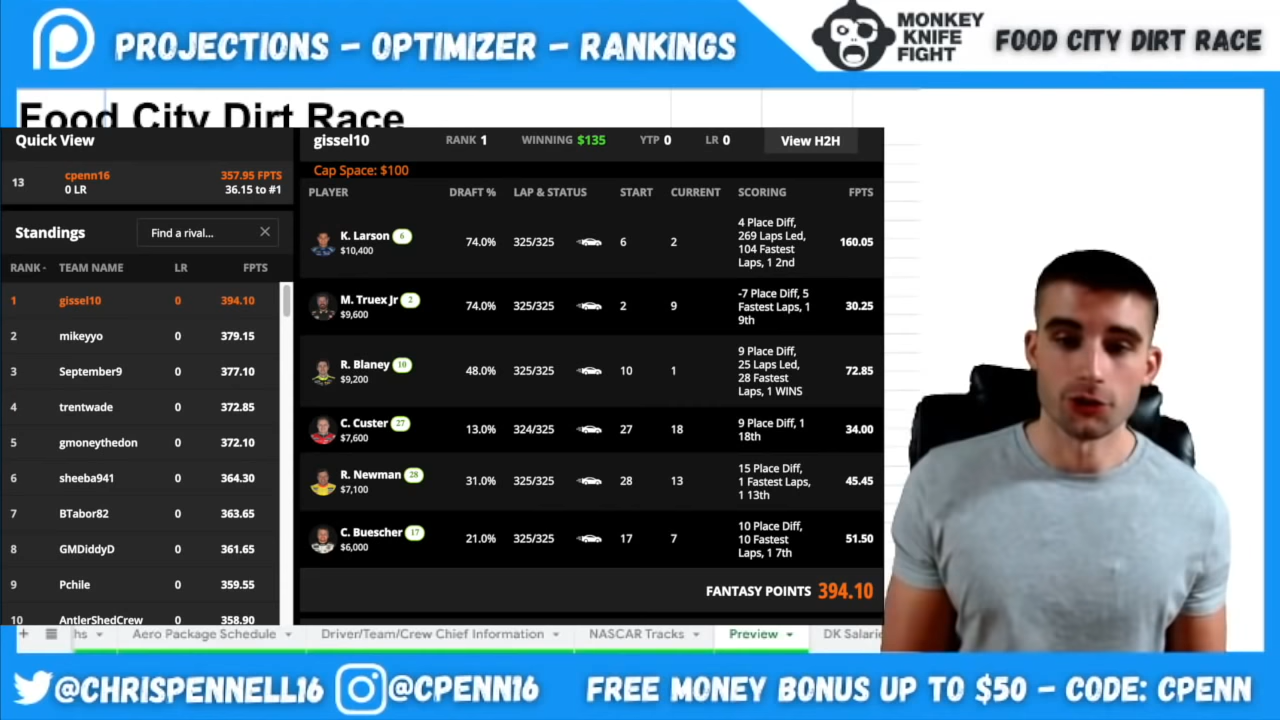 PROJECTIONS - OPTIMIZER - RANKINGS
MONKEY
KNIFE
FIGHT
FOOD CITY DIRT RACE
Food City Dirt Race
Quick View
13
cpenn16
0 LR
357.95 FPTS
36.15 to #1
Standings
Find a rival...
RANK TEAM NAME LR FPTS
1 gissel10 0 394.10
2 mikeyyo 0 379.15
3 September9 0 377.10
4 trentwade 0 372.85
5 gmoneythedon 0 372.10
6 sheeba941 0 364.30
7 BTabor82 0 363.65
8 GMDiddyD 0 361.65
9 Pchile 0 359.55
10 AntlerShedCrew 0 358.90
gissel10 RANK 1 WINNING $135 YTP 0 LR 0 View H2H
Cap Space: $100
PLAYER DRAFT % LAP & STATUS START CURRENT SCORING FPTS
K. Larson 6
$10,400
74.0% 325/325 6 2
4 Place Diff,
269 Laps Led,
104 Fastest
Laps, 1 2nd
160.05
M. Truex Jr 2
$9,600
74.0% 325/325 2 9
-7 Place Diff, 5
Fastest Laps, 1
9th
30.25
R. Blaney 10
$9,200
48.0% 325/325 10 1
9 Place Diff,
25 Laps Led,
28 Fastest
Laps, 1 WINS
72.85
C. Custer 27
$7,600
13.0% 324/325 27 18
9 Place Diff, 1
18th
34.00
R. Newman 28
$7,100
31.0% 325/325 28 13
15 Place Diff,
1 Fastest Laps,
1 13th
45.45
C. Buescher 17
$6,000
21.0% 325/325 17 7
10 Place Diff,
10 Fastest
Laps, 1 7th
51.50
FANTASY POINTS 394.10
hs Aero Package Schedule Driver/Team/Crew Chief Information NASCAR Tracks Preview DK Salarie
@CHRISPENNELL16 @CPENN16 FREE MONEY BONUS UP TO $50 - CODE: CPENN